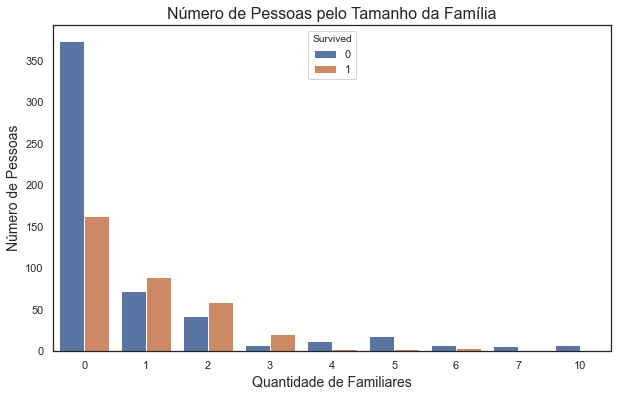 Número de Pessoas pelo Tamanho da Família
Survived
0
1
350
300
250
200
150
100
50
0
Número de Pessoas
0 1 2 3 4 5 6 7 10
Quantidade de Familiares